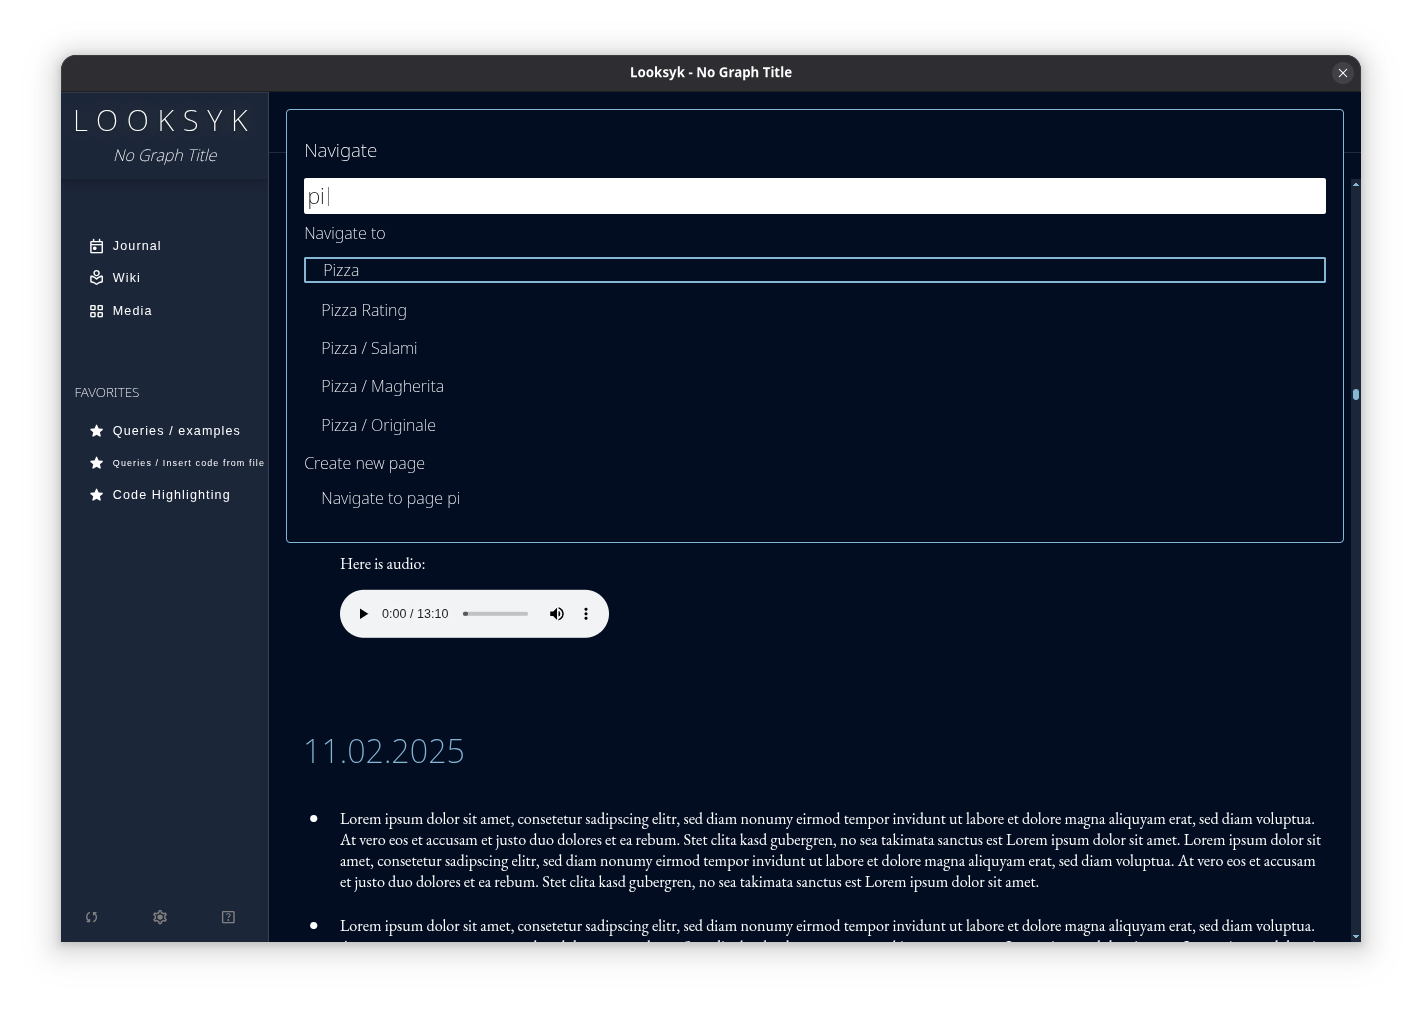 Looksyk - No Graph Title
LOOKSYK
No Graph Title
Journal
Wiki
Media
FAVORITES
Queries / examples
Queries / Insert code from file
Code Highlighting
Navigate
pi
Navigate to
Pizza
Pizza Rating
Pizza / Salami
Pizza / Magherita
Pizza / Originale
Create new page
Navigate to page pi
Here is audio:
0:00 / 13:10
11.02.2025
Lorem ipsum dolor sit amet, consetetur sadipscing elitr, sed diam nonumy eirmod tempor invidunt ut labore et dolore magna aliquyam erat, sed diam voluptua.
At vero eos et accusam et justo duo dolores et ea rebum. Stet clita kasd gubergren, no sea takimata sanctus est Lorem ipsum dolor sit amet. Lorem ipsum dolor sit
amet, consetetur sadipscing elitr, sed diam nonumy eirmod tempor invidunt ut labore et dolore magna aliquyam erat, sed diam voluptua. At vero eos et accusam
et justo duo dolores et ea rebum. Stet clita kasd gubergren, no sea takimata sanctus est Lorem ipsum dolor sit amet.
Lorem ipsum dolor sit amet, consetetur sadipscing elitr, sed diam nonumy eirmod tempor invidunt ut labore et dolore magna aliquyam erat, sed diam voluptua.